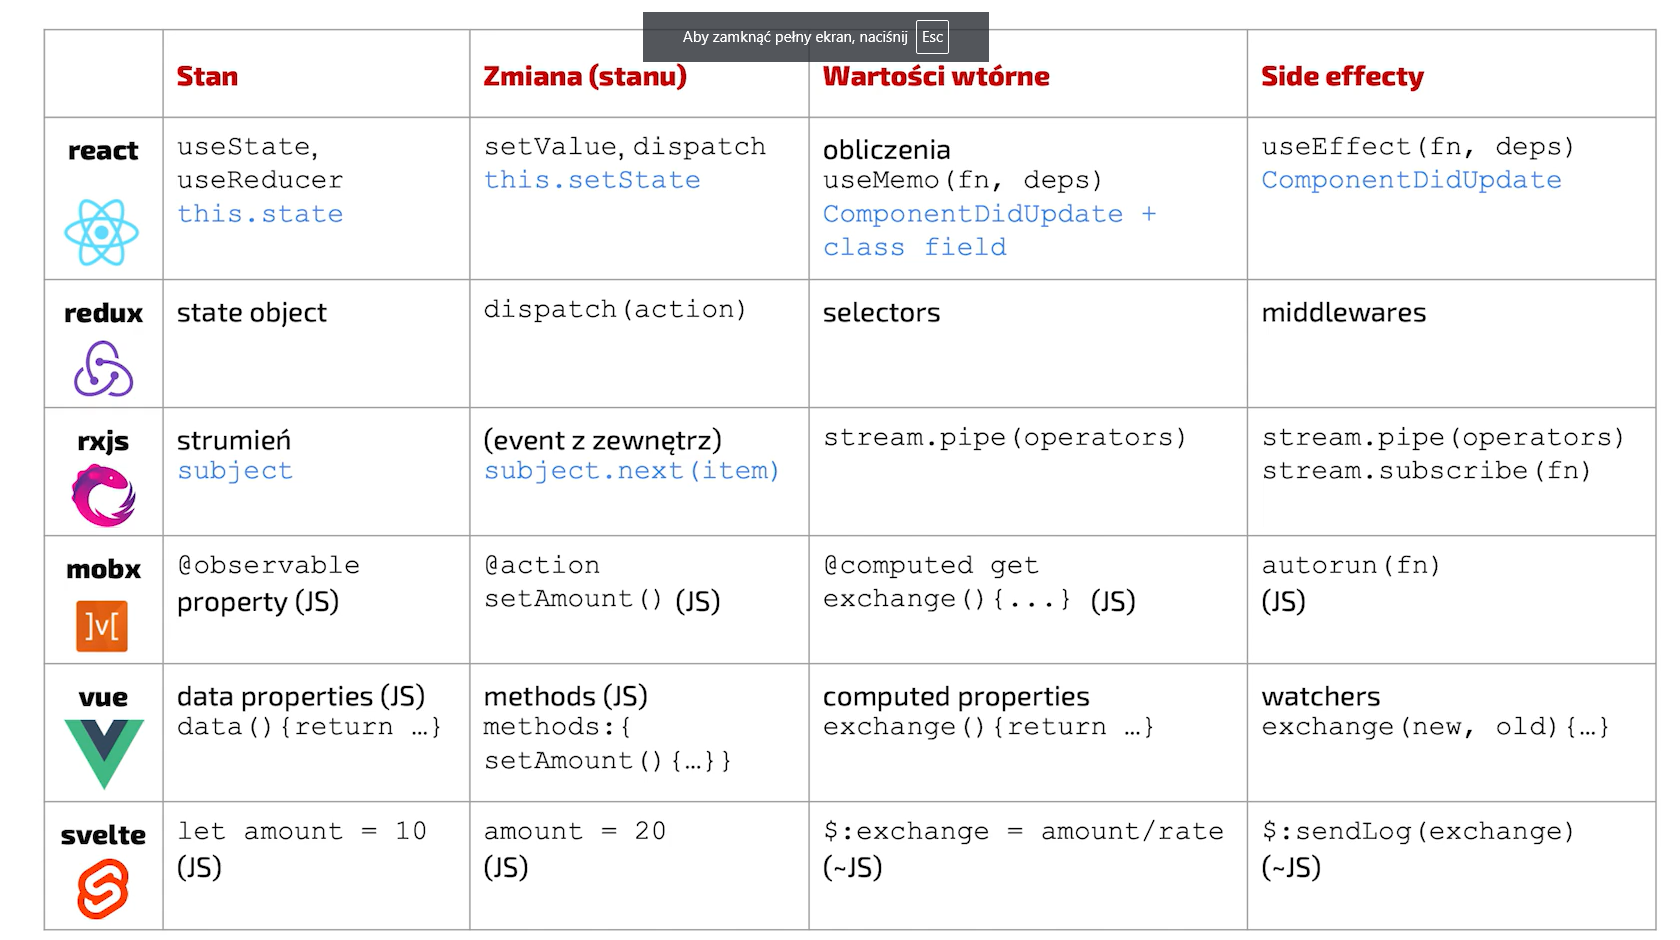 Aby zamknąć pełny ekran, naciśnij Esc
Stan
Zmiana (stanu)
Wartości wtórne
Side effecty
react
useState,
useReducer
this.state
setValue, dispatch
this.setState
obliczenia
useMemo(fn, deps)
ComponentDidUpdate +
class field
useEffect(fn, deps)
ComponentDidUpdate
redux
state object
dispatch(action)
selectors
middlewares
rxjs
strumień
subject
(event z zewnętrz)
subject.next(item)
stream.pipe(operators)
stream.pipe(operators)
stream.subscribe(fn)
mobx
]v[
@observable
property (JS)
@action
setAmount() (JS)
@computed get
exchange(){...} (JS)
autorun(fn)
(JS)
vue
data properties (JS)
data(){return …}
methods (JS)
methods:{
setAmount(){…}}
computed properties
exchange(){return …}
watchers
exchange(new, old){…}
svelte
let amount = 10
(JS)
amount = 20
(JS)
$:exchange = amount/rate
(~JS)
$:sendLog(exchange)
(~JS)